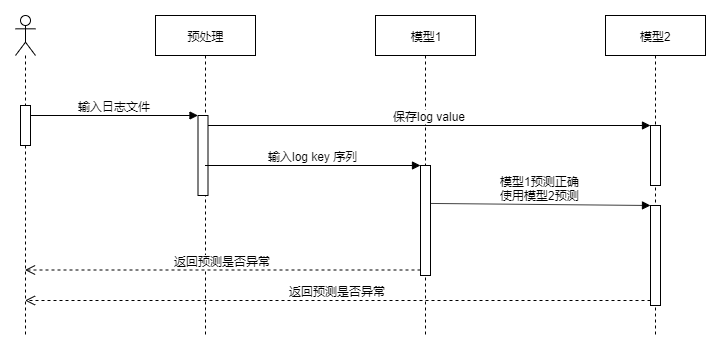 预处理
模型1
模型2
输入日志文件
保存log value
输入log key 序列
模型1预测正确
使用模型2预测
返回预测是否异常
返回预测是否异常